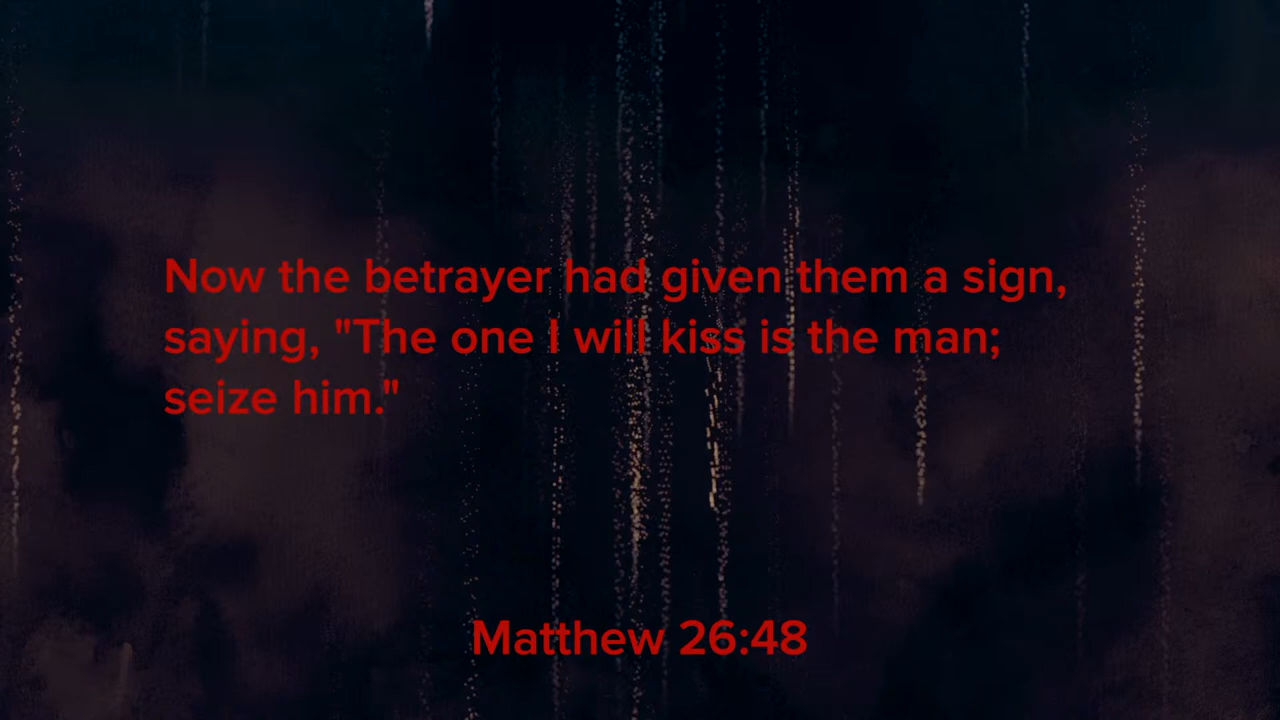 Now the betrayer had given them a sign,
saying, "The one I will kiss is the man;
seize him."
Matthew 26:48